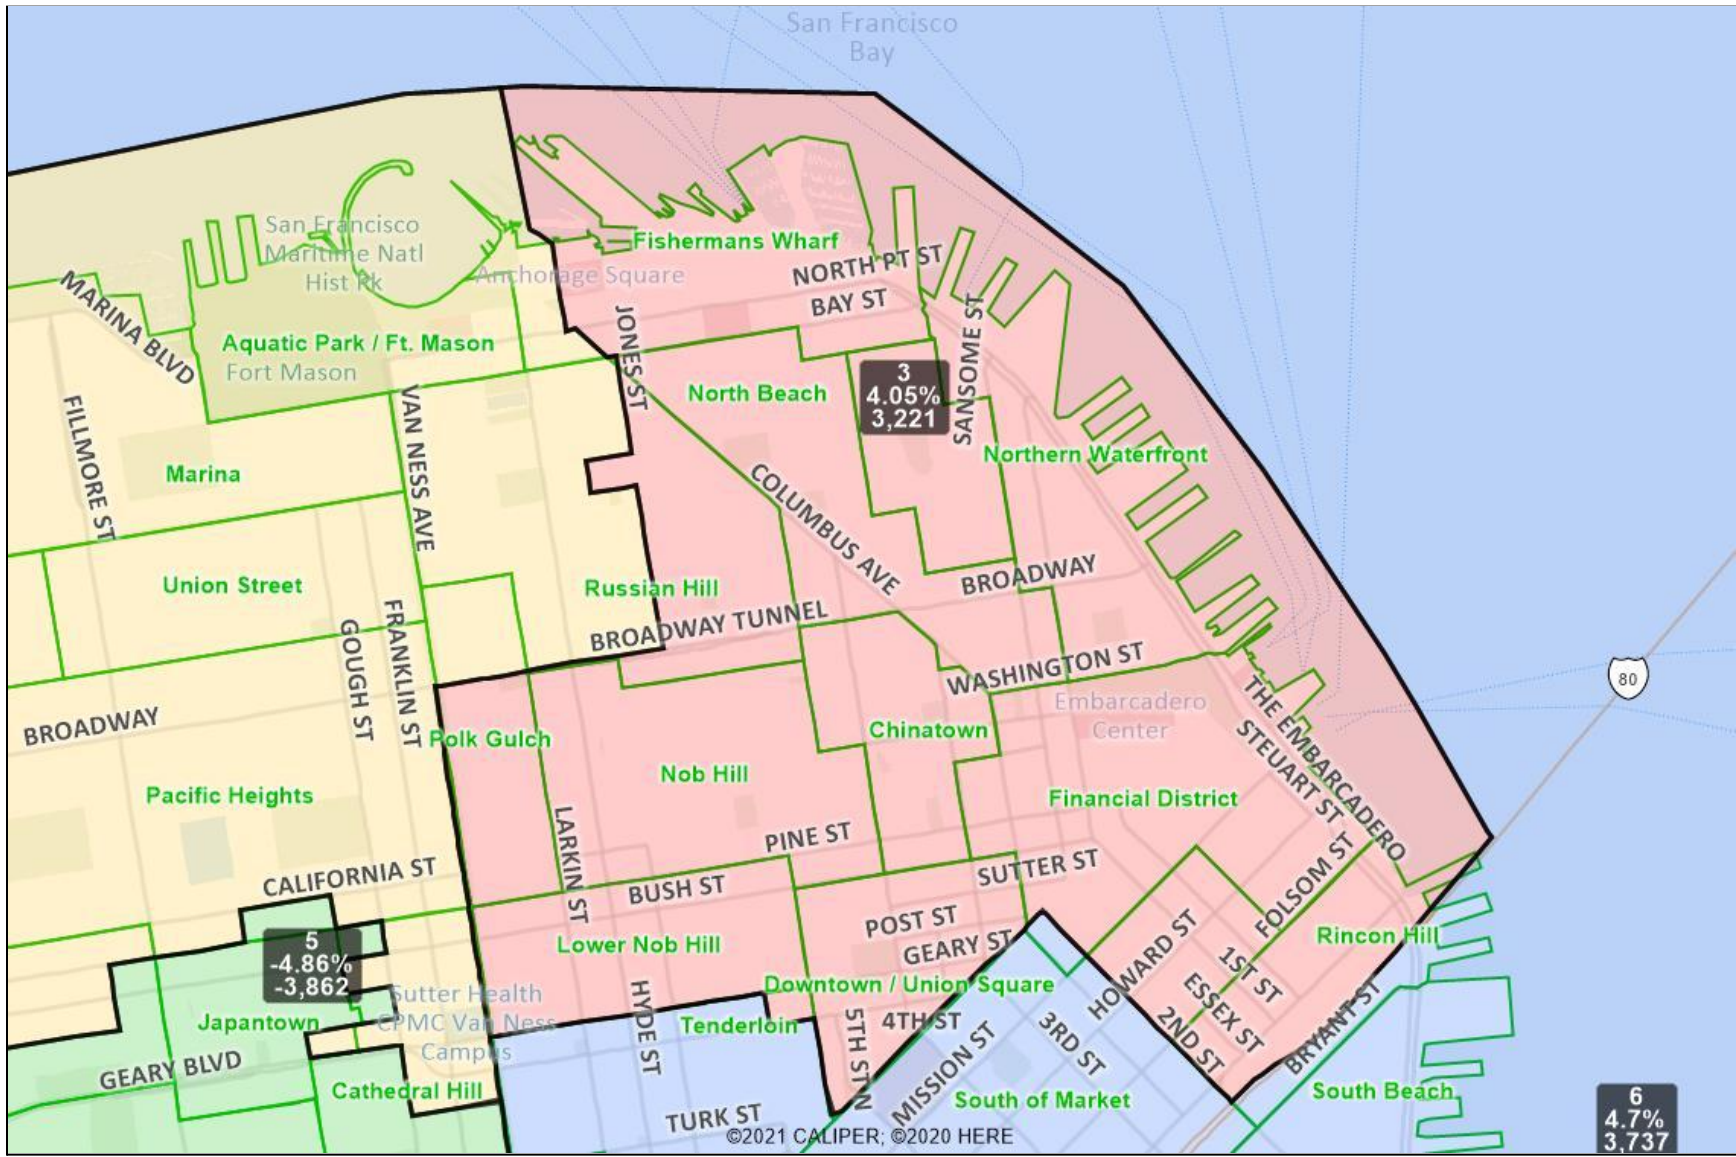 San Francisco
Bay
San Francisco
Maritime Natl
Hist Pk
Fishermans Wharf
Anchorage Square
NORTH PT ST
BAY ST
MARINA BLVD
JONES ST
SANSOME ST
Aquatic Park / Ft. Mason
Fort Mason
North Beach
3
4.05%
3,221
FILLMORE ST
VAN NESS AVE
Marina
Northern Waterfront
COLUMBUS AVE
Union Street
Russian Hill
BROADWAY
BROADWAY TUNNEL
GOUGH ST
FRANKLIN ST
WASHINGTON ST
80
BROADWAY
Polk Gulch
Chinatown
Embarcadero
Center
THE EMBARCADERO
STEUART ST
Nob Hill
Pacific Heights
Financial District
LARKIN ST
PINE ST
CALIFORNIA ST
BUSH ST
SUTTER ST
FOLSOM ST
POST ST
GEARY ST
HOWARD ST
Rincon Hill
5
-4.86%
-3,862
Lower Nob Hill
1ST ST
Sutter Health
CPMC Van Ness
Campus
HYDE ST
Downtown / Union Square
ESSEX ST
Japantown
Tenderloin
5TH ST N
4TH ST
MISSION ST
3RD ST
2ND ST
BRYANT ST
GEARY BLVD
Cathedral Hill
TURK ST
South of Market
South Beach
6
4.7%
3,737
©2021 CALIPER; ©2020 HERE